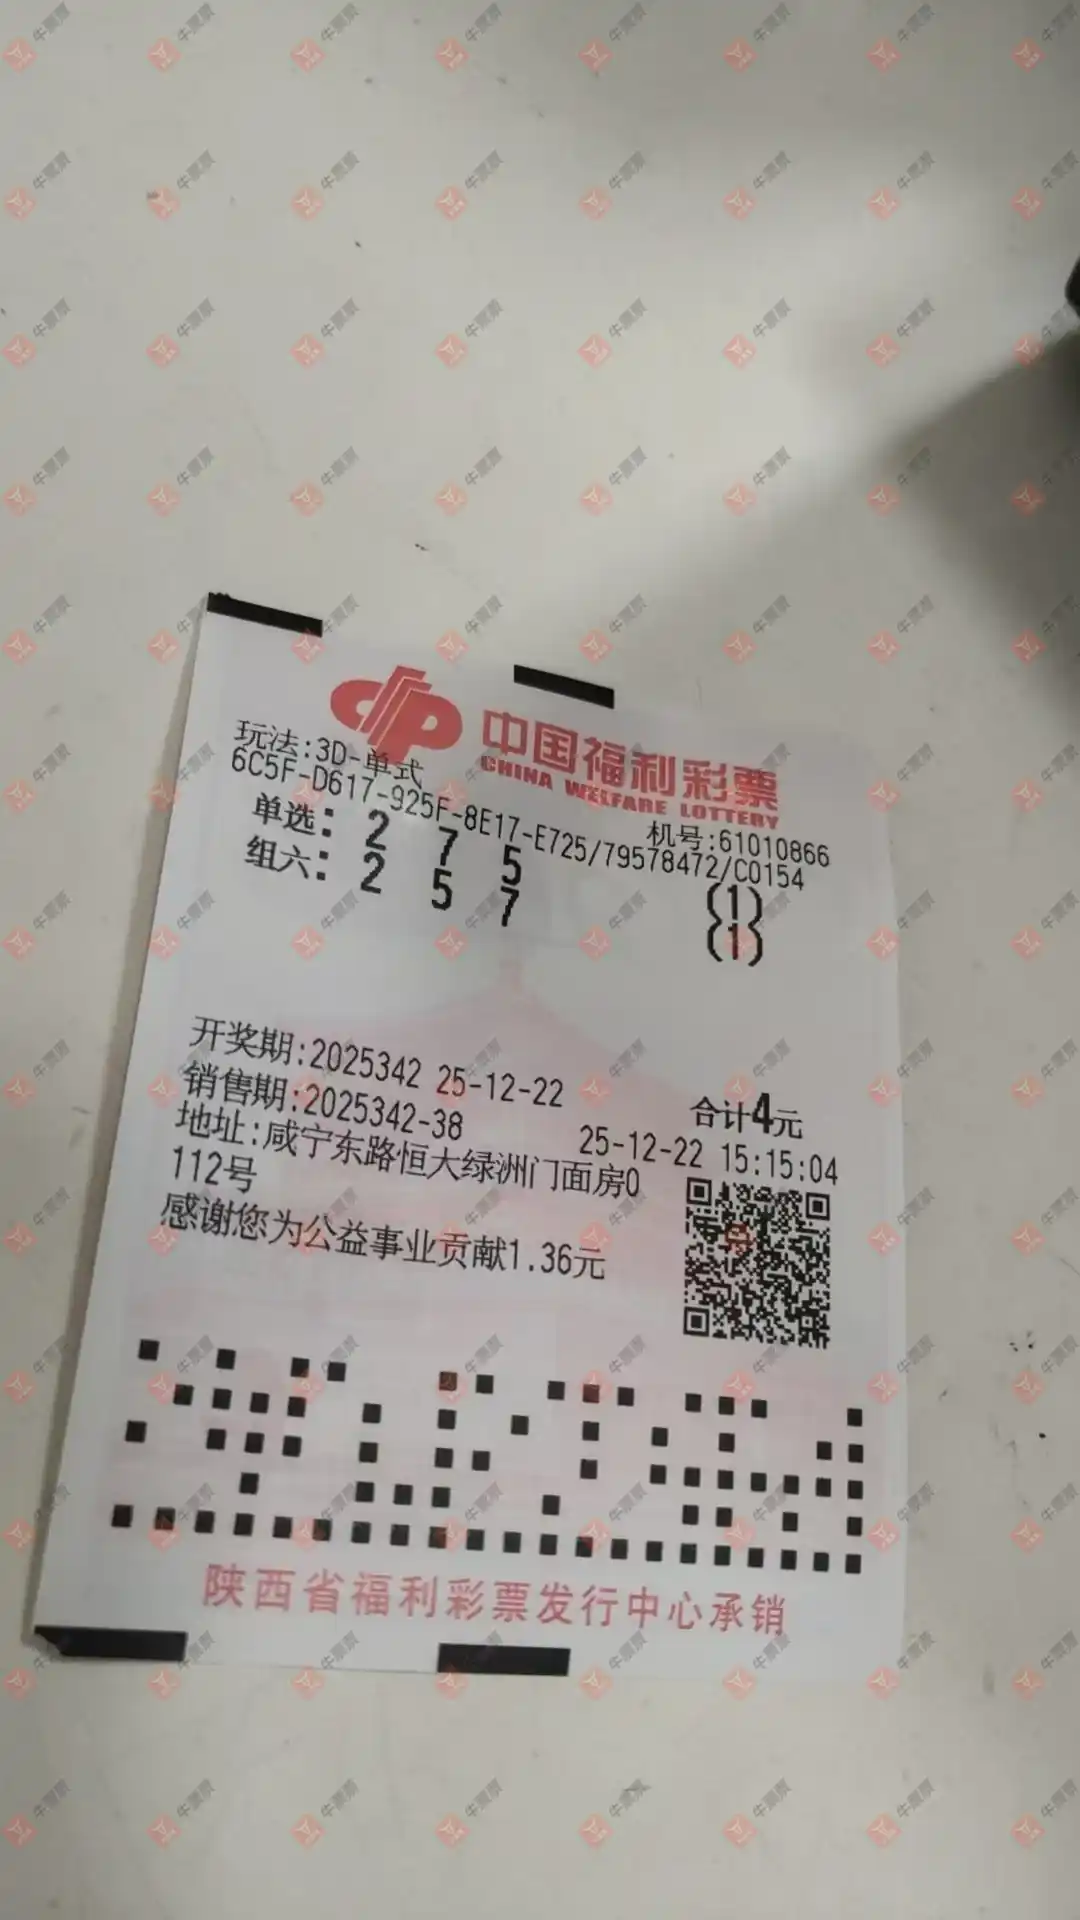 中国福利彩票
CHINA WELFARE LOTTERY
玩法:3D-单式
机号:61010866
6C5F-D617-925F-8E17-E725/79578472/C0154
单选: 2 7 5 (1)
组六: 2 5 7 (1)
开奖期:2025342 25-12-22
合计4元
销售期:2025342-38 25-12-22 15:15:04
地址:咸宁东路恒大绿洲门面房0
112号
感谢您为公益事业贡献1.36元
陕西省福利彩票发行中心承销
牛票票